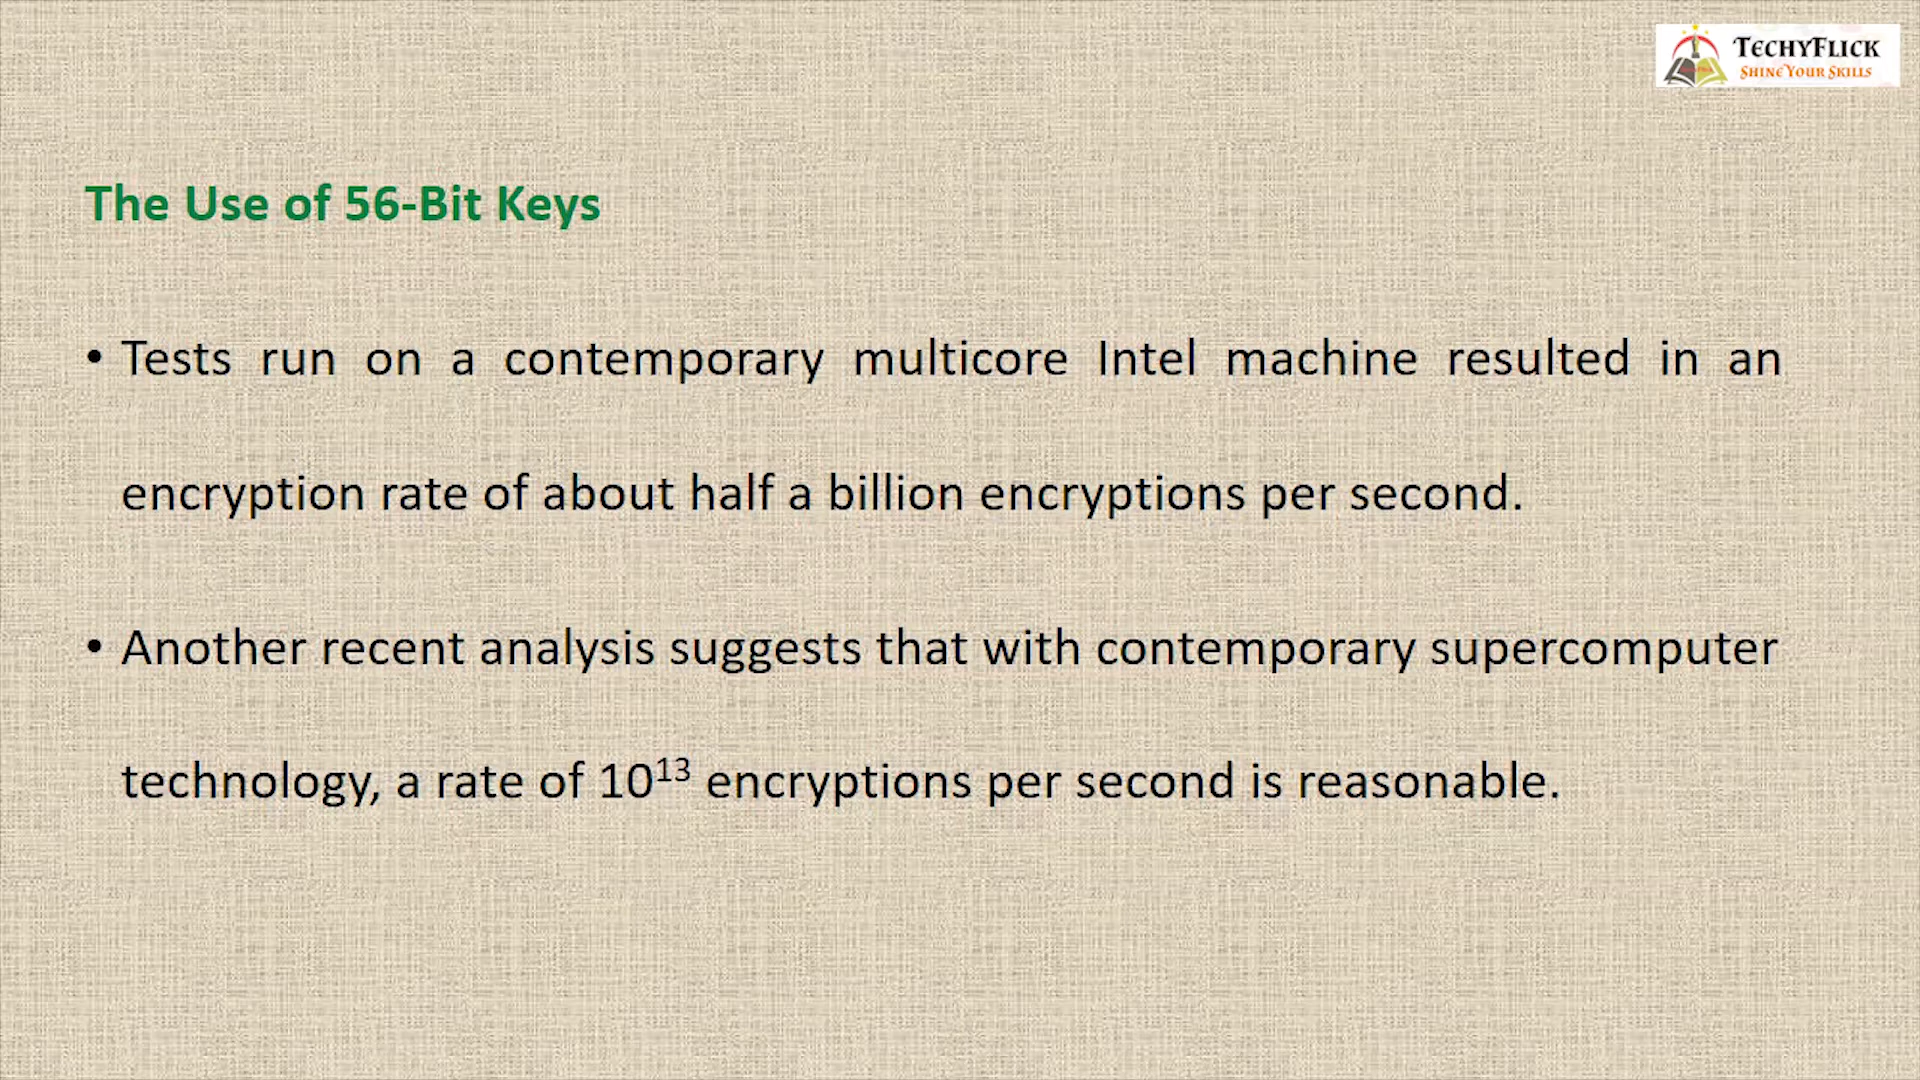 TECHYFLICK
SHINE YOUR SKILLS
The Use of 56-Bit Keys
• Tests run on a contemporary multicore Intel machine resulted in an
encryption rate of about half a billion encryptions per second.
• Another recent analysis suggests that with contemporary supercomputer
technology, a rate of 10¹³ encryptions per second is reasonable.